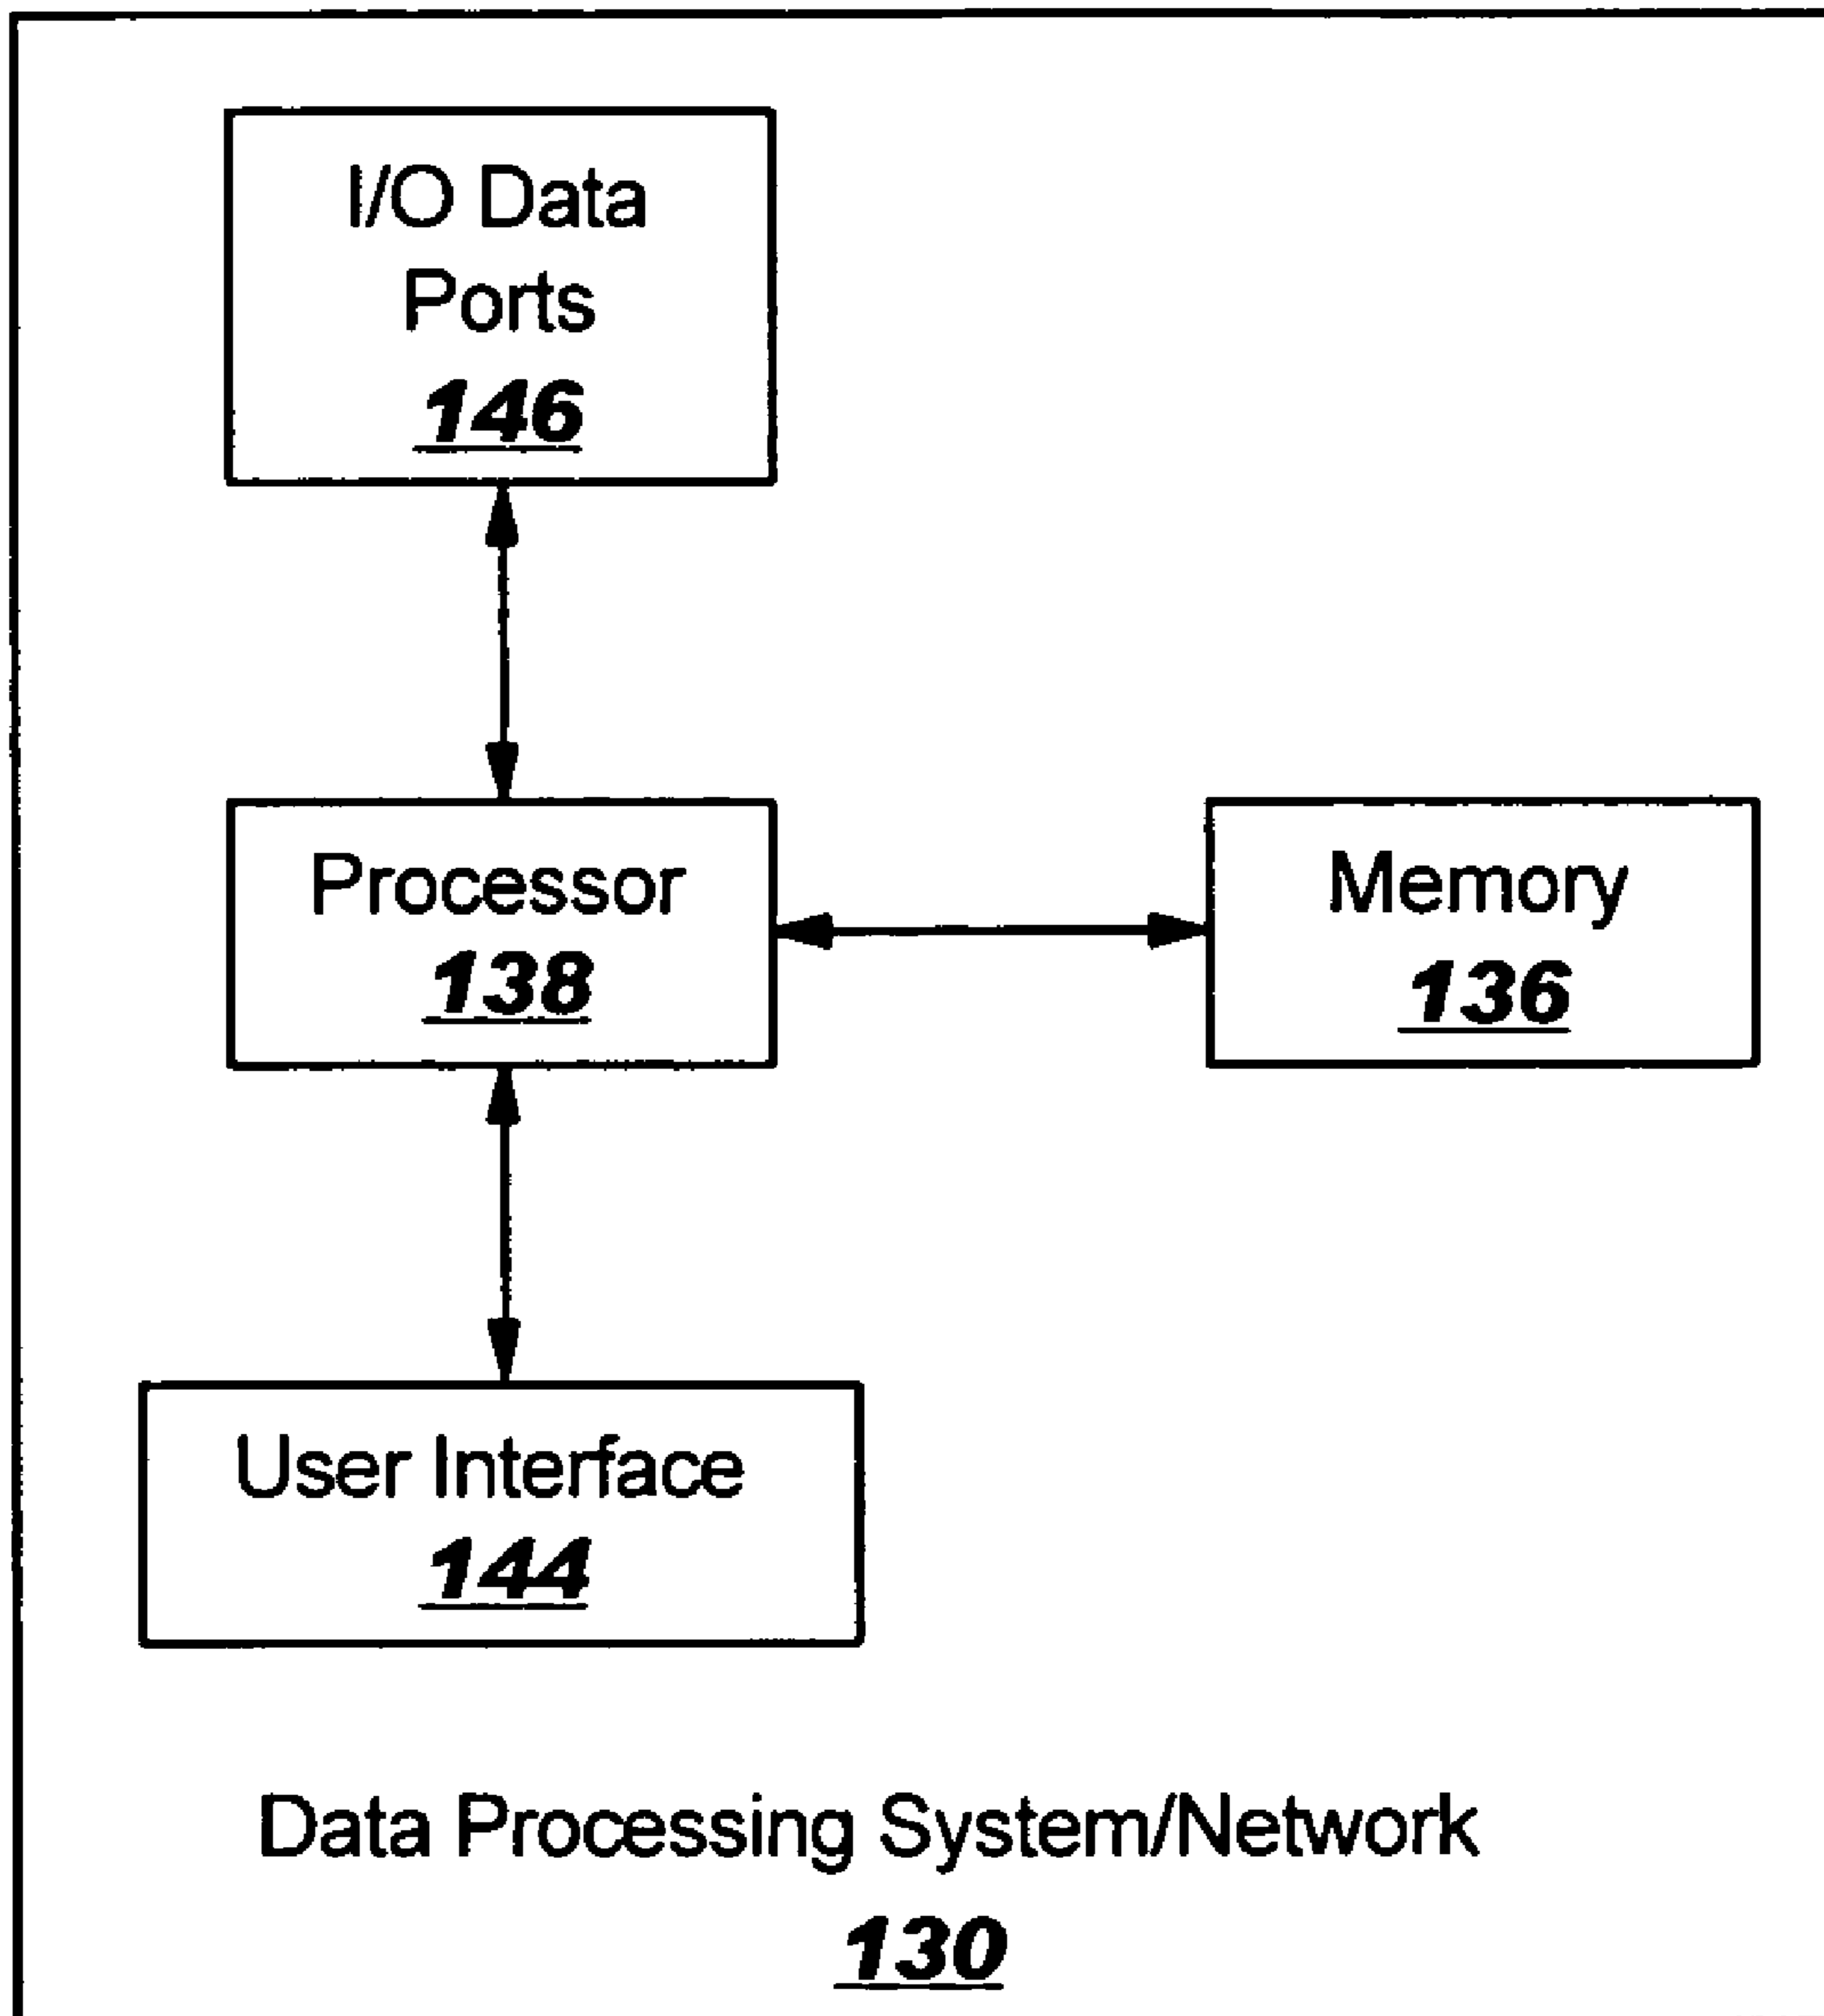 I/O Data
Ports
146
Processor
138
Memory
136
User Interface
144
Data Processing System/Network
130